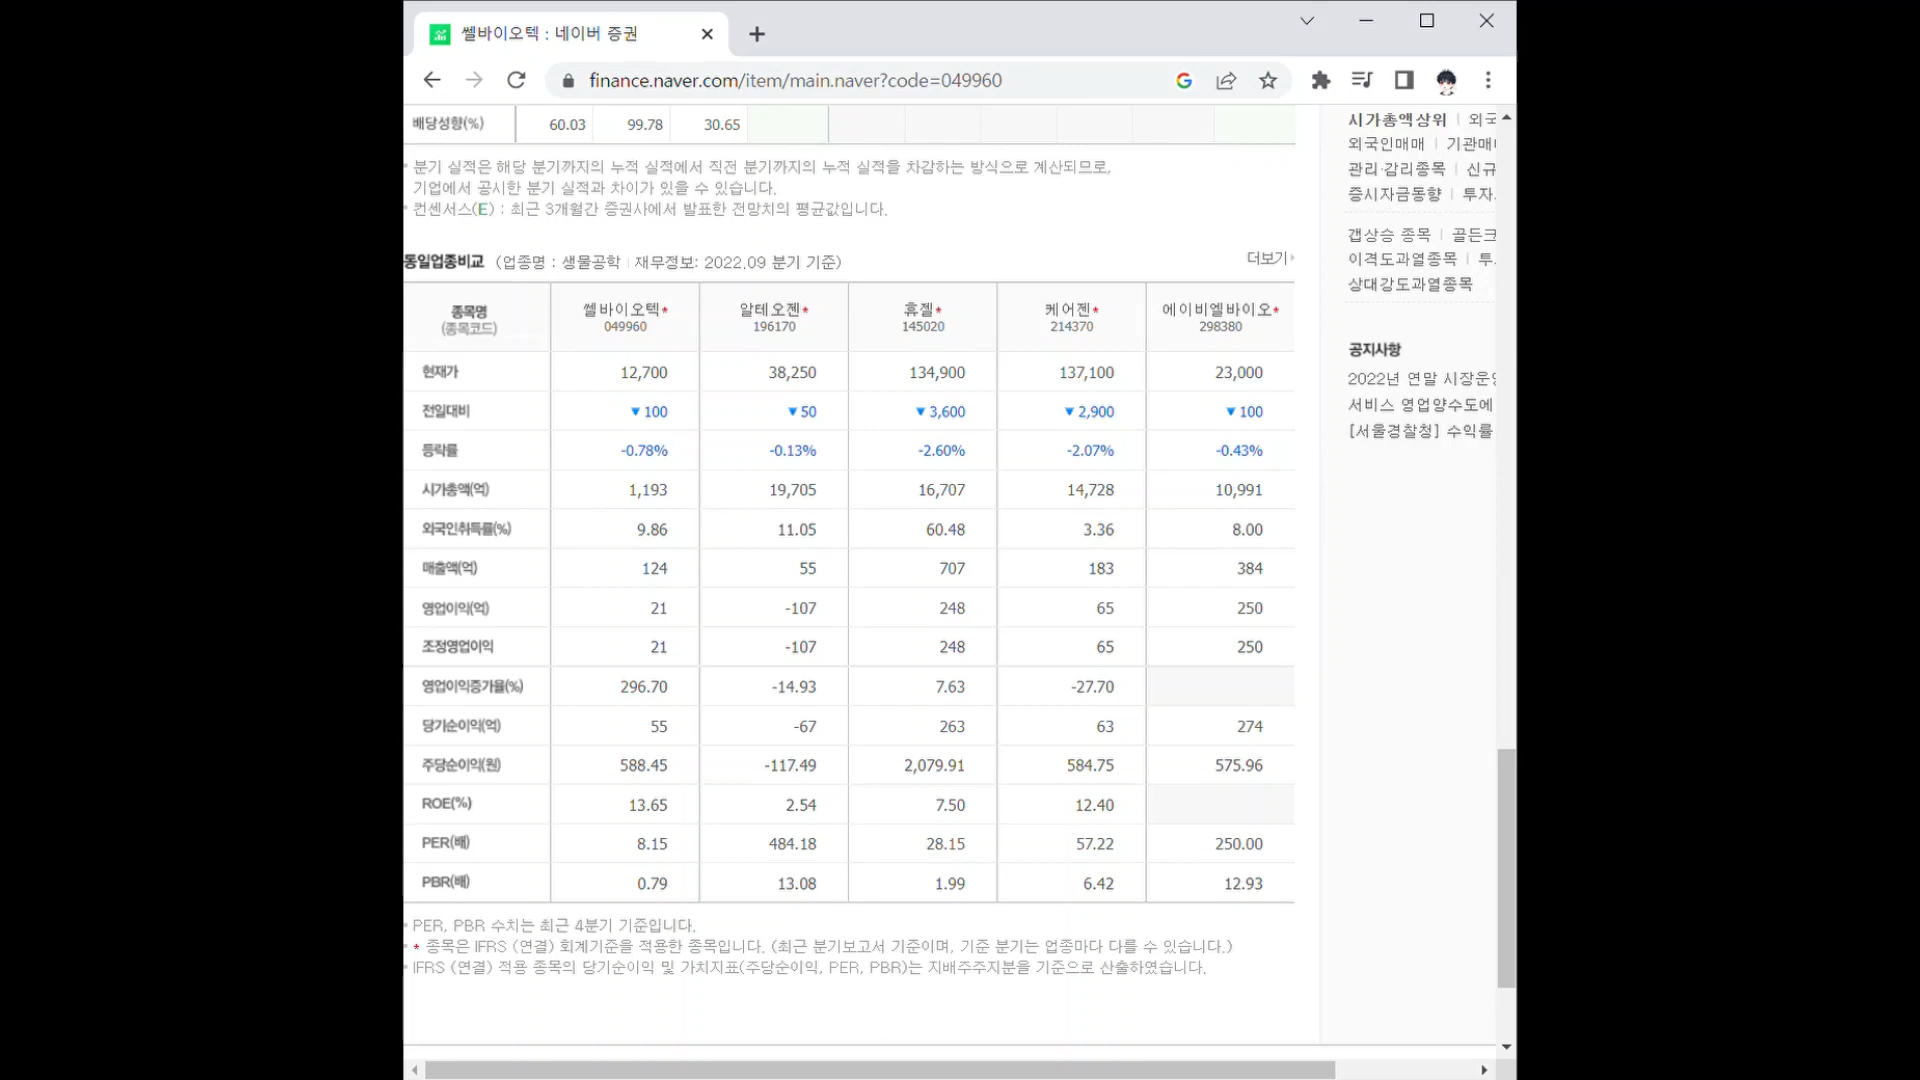 쎌바이오텍 : 네이버 증권
finance.naver.com/item/main.naver?code=049960
배당성향(%) 60.03 99.78 30.65
분기 실적은 해당 분기까지의 누적 실적에서 직전 분기까지의 누적 실적을 차감하는 방식으로 계산되므로,
기업에서 공시한 분기 실적과 차이가 있을 수 있습니다.
컨센서스(E) : 최근 3개월간 증권사에서 발표한 전망치의 평균값입니다.
동일업종비교 (업종명 : 생물공학 | 재무정보: 2022.09 분기 기준) 더보기
종목명 쎌바이오텍* 알테오젠* 휴젤* 케어젠* 에이비엘바이오*
(종목코드) 049960 196170 145020 214370 298380
현재가 12,700 38,250 134,900 137,100 23,000
전일대비 ▼100 ▼50 ▼3,600 ▼2,900 ▼100
등락률 -0.78% -0.13% -2.60% -2.07% -0.43%
시가총액(억) 1,193 19,705 16,707 14,728 10,991
외국인취득률(%) 9.86 11.05 60.48 3.36 8.00
매출액(억) 124 55 707 183 384
영업이익(억) 21 -107 248 65 250
조정영업이익 21 -107 248 65 250
영업이익증가율(%) 296.70 -14.93 7.63 -27.70
당기순이익(억) 55 -67 263 63 274
주당순이익(원) 588.45 -117.49 2,079.91 584.75 575.96
ROE(%) 13.65 2.54 7.50 12.40
PER(배) 8.15 484.18 28.15 57.22 250.00
PBR(배) 0.79 13.08 1.99 6.42 12.93
PER, PBR 수치는 최근 4분기 기준입니다.
* 종목은 IFRS (연결) 회계기준을 적용한 종목입니다. (최근 분기보고서 기준이며, 기준 분기는 업종마다 다를 수 있습니다.)
IFRS (연결) 적용 종목의 당기순이익 및 가치지표(주당순이익, PER, PBR)는 지배주주지분을 기준으로 산출하였습니다.
시가총액상위 | 외국
외국인매매 | 기관매
관리·감리종목 | 신규
증시자금동향 | 투자
갭상승 종목 | 골든크
이격도과열종목 | 투
상대강도과열종목
공지사항
2022년 연말 시장운영
서비스 영업양수도에
[서울경찰청] 수익률